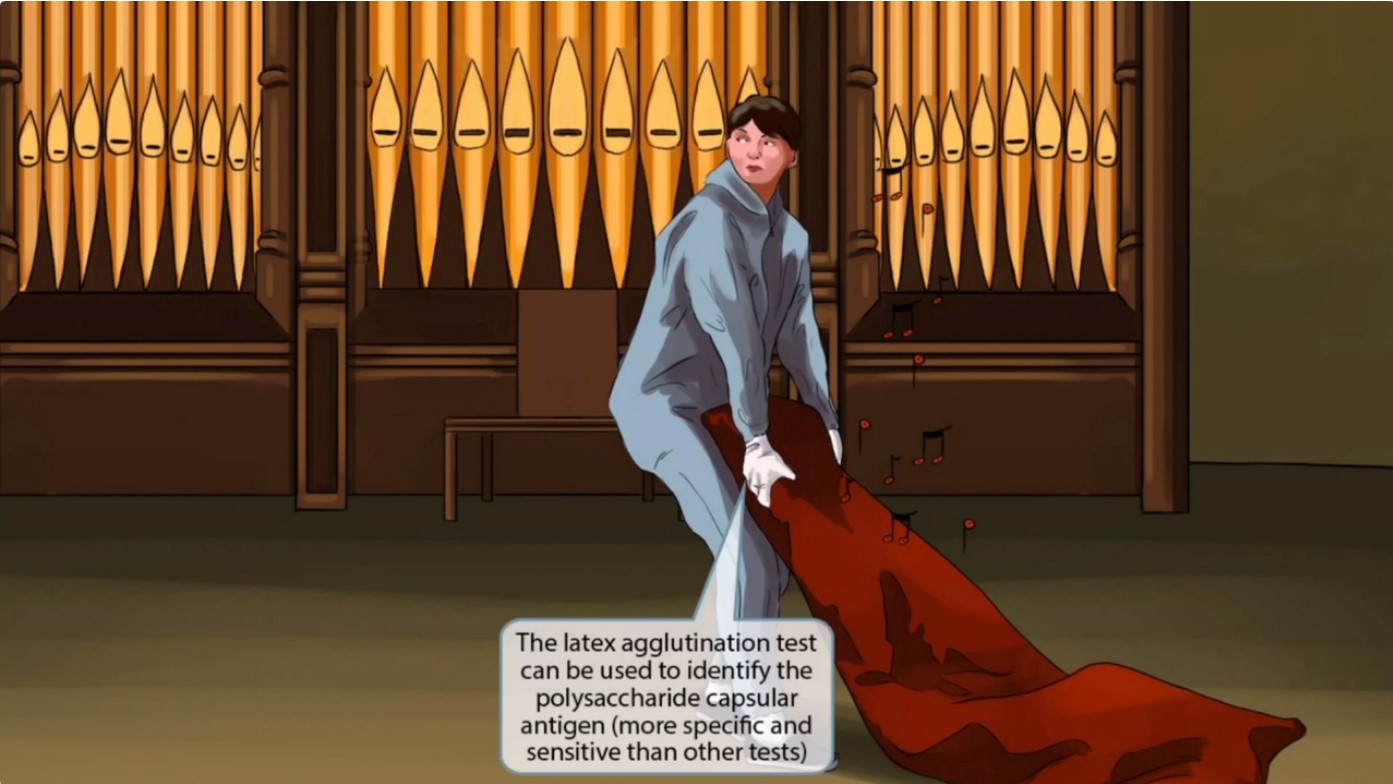 The latex agglutination test
can be used to identify the
polysaccharide capsular
antigen (more specific and
sensitive than other tests)